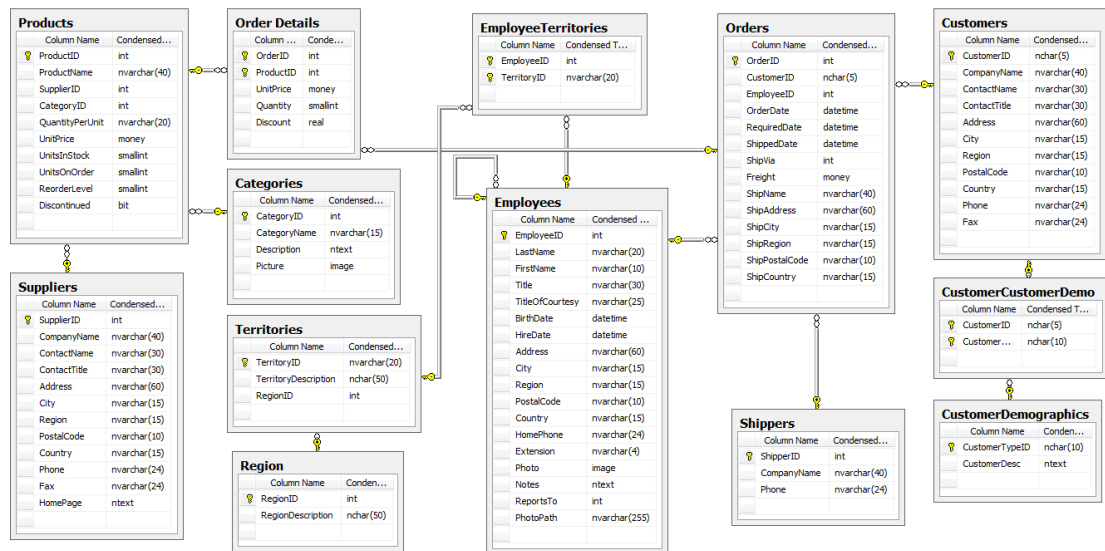 Products
Column Name Condensed...
ProductID int
ProductName nvarchar(40)
SupplierID int
CategoryID int
QuantityPerUnit nvarchar(20)
UnitPrice money
UnitsInStock smallint
UnitsOnOrder smallint
ReorderLevel smallint
Discontinued bit
Order Details
Column ... Conde...
OrderID int
ProductID int
UnitPrice money
Quantity smallint
Discount real
EmployeeTerritories
Column Name Condensed T...
EmployeeID int
TerritoryID nvarchar(20)
Orders
Column Name Condensed...
OrderID int
CustomerID nchar(5)
EmployeeID int
OrderDate datetime
RequiredDate datetime
ShippedDate datetime
ShipVia int
Freight money
ShipName nvarchar(40)
ShipAddress nvarchar(60)
ShipCity nvarchar(15)
ShipRegion nvarchar(15)
ShipPostalCode nvarchar(10)
ShipCountry nvarchar(15)
Customers
Column Name Condensed...
CustomerID nchar(5)
CompanyName nvarchar(40)
ContactName nvarchar(30)
ContactTitle nvarchar(30)
Address nvarchar(60)
City nvarchar(15)
Region nvarchar(15)
PostalCode nvarchar(10)
Country nvarchar(15)
Phone nvarchar(24)
Fax nvarchar(24)
Categories
Column Name Condensed...
CategoryID int
CategoryName nvarchar(15)
Description ntext
Picture image
Employees
Column Name Condensed ...
EmployeeID int
LastName nvarchar(20)
FirstName nvarchar(10)
Title nvarchar(30)
TitleOfCourtesy nvarchar(25)
BirthDate datetime
HireDate datetime
Address nvarchar(60)
City nvarchar(15)
Region nvarchar(15)
PostalCode nvarchar(10)
Country nvarchar(15)
HomePhone nvarchar(24)
Extension nvarchar(4)
Photo image
Notes ntext
ReportsTo int
PhotoPath nvarchar(255)
Suppliers
Column Name Condensed...
SupplierID int
CompanyName nvarchar(40)
ContactName nvarchar(30)
ContactTitle nvarchar(30)
Address nvarchar(60)
City nvarchar(15)
Region nvarchar(15)
PostalCode nvarchar(10)
Country nvarchar(15)
Phone nvarchar(24)
Fax nvarchar(24)
HomePage ntext
Territories
Column Name Condensed...
TerritoryID nvarchar(20)
TerritoryDescription nchar(50)
RegionID int
CustomerCustomerDemo
Column Name Condensed T...
CustomerID nchar(5)
Customer... nchar(10)
Shippers
Column Name Condensed...
ShipperID int
CompanyName nvarchar(40)
Phone nvarchar(24)
CustomerDemographics
Column Name Conden...
CustomerTypeID nchar(10)
CustomerDesc ntext
Region
Column Name Conden...
RegionID int
RegionDescription nchar(50)